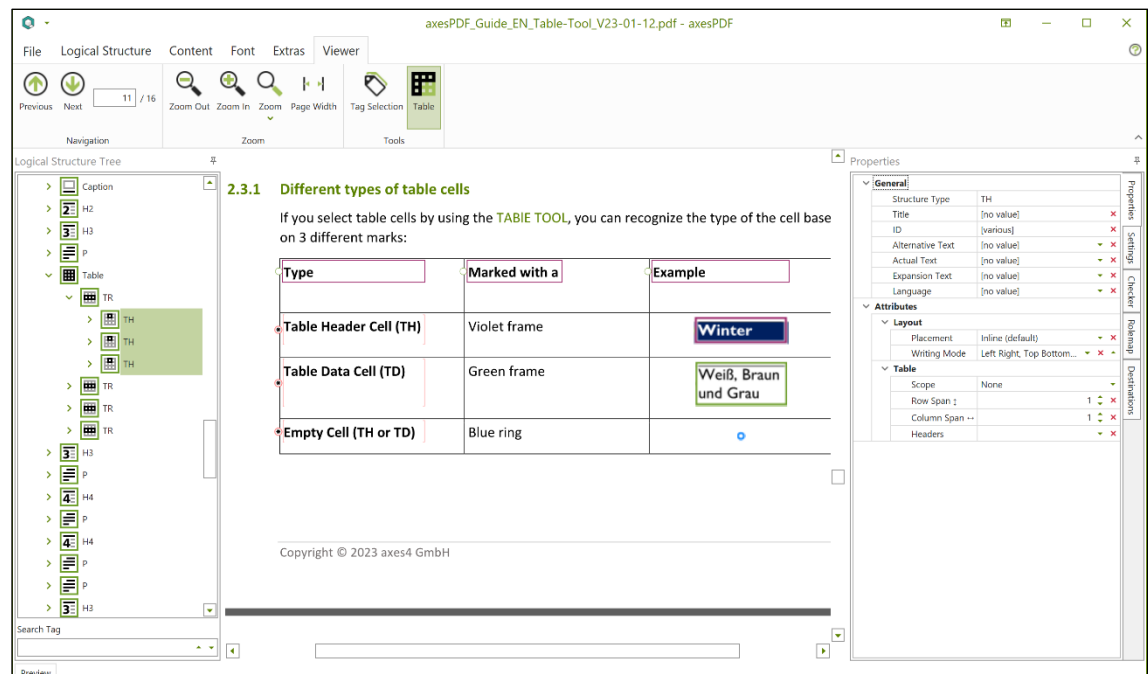 axesPDF_Guide_EN_Table-Tool_V23-01-12.pdf - axesPDF
File Logical Structure Content Font Extras Viewer
Previous Next 11 / 16 Zoom Out Zoom In Zoom Page Width Tag Selection Table
Navigation Zoom Tools
Logical Structure Tree
Caption
H2
H3
P
Table
TR
TH
TH
TH
TR
TR
TR
H3
P
H4
P
H4
P
P
H3
Search Tag
Preview
2.3.1 Different types of table cells
If you select table cells by using the TABlE TOOL, you can recognize the type of the cell base
on 3 different marks:
Type Marked with a Example
Table Header Cell (TH) Violet frame Winter
Table Data Cell (TD) Green frame Weiß, Braun
und Grau
Empty Cell (TH or TD) Blue ring
Copyright © 2023 axes4 GmbH
Properties
General
Structure Type TH
Title [no value]
ID [various]
Alternative Text [no value]
Actual Text [no value]
Expansion Text [no value]
Language [no value]
Attributes
Layout
Placement Inline (default)
Writing Mode Left Right, Top Bottom...
Table
Scope None
Row Span 1
Column Span 1
Headers
Properties
Settings
Checker
Rolemap
Destinations